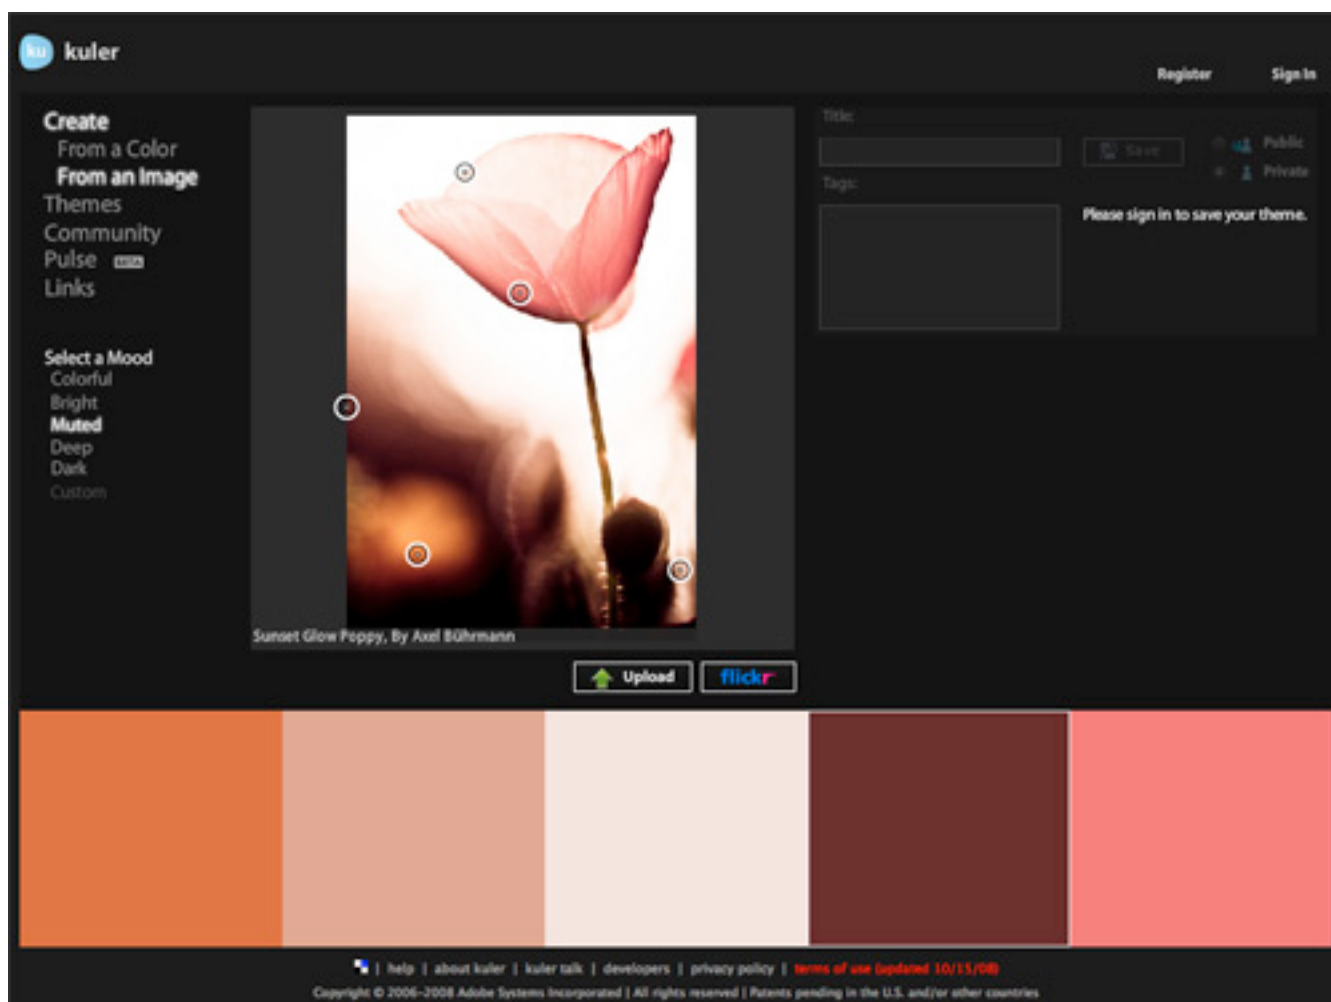 ku kuler
Register Sign In
Create
From a Color
From an Image
Themes
Community
Pulse BETA
Links
Select a Mood
Colorful
Bright
Muted
Deep
Dark
Custom
Sunset Glow Poppy, By Axel Bührmann
Upload flickr
Title:
Save
Public
Private
Tags:
Please sign in to save your theme.
| help | about kuler | kuler talk | developers | privacy policy | terms of use (updated 10/15/08)
Copyright © 2006-2008 Adobe Systems Incorporated | All rights reserved | Patents pending in the U.S. and/or other countries